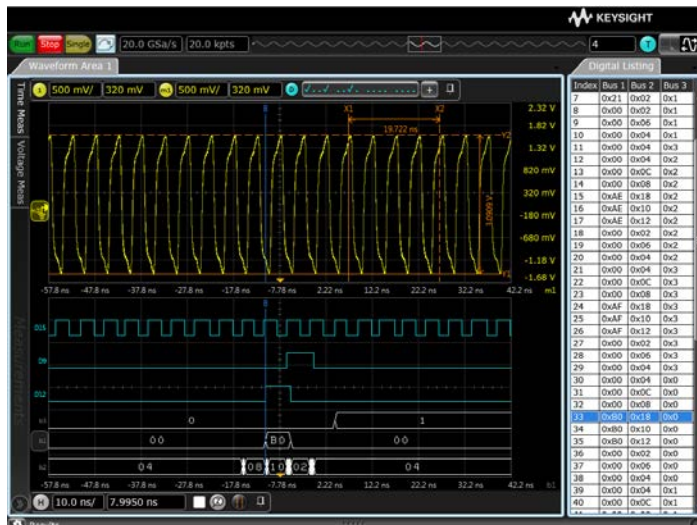 KEYSIGHT
Run Stop Single 20.0 GSa/s 20.0 kpts 4 T
Waveform Area 1
Digital Listing
Time Meas
Voltage Meas
Measurements
1 500 mV/ 320 mV m1 500 mV/ 320 mV D
X1 X2
19.722 ns
Y2
Y1
2.32 V
1.82 V
1.32 V
820 mV
320 mV
-180 mV
-680 mV
-1.18 V
-1.68 V
-57.8 ns -47.8 ns -37.8 ns -27.8 ns -17.8 ns -7.78 ns 2.22 ns 12.2 ns 22.2 ns 32.2 ns 42.2 ns m1
0 1
00 B0 00
04 08 10 02 04
-57.8 ns -47.8 ns -37.8 ns -27.8 ns -17.8 ns -7.78 ns 2.22 ns 12.2 ns 22.2 ns 32.2 ns 42.2 ns b1
H 10.0 ns/ 7.9950 ns
Results
Index Bus 1 Bus 2 Bus 3
7 0x21 0x02 0x1
8 0x00 0x02 0x1
9 0x00 0x06 0x1
10 0x00 0x04 0x1
11 0x00 0x04 0x3
12 0x00 0x04 0x2
13 0x00 0x0C 0x2
14 0x00 0x08 0x2
15 0xAE 0x18 0x2
16 0xAE 0x10 0x2
17 0xAE 0x12 0x2
18 0x00 0x02 0x2
19 0x00 0x06 0x2
20 0x00 0x04 0x2
21 0x00 0x04 0x3
22 0x00 0x0C 0x3
23 0x00 0x08 0x3
24 0xAF 0x18 0x3
25 0xAF 0x10 0x3
26 0xAF 0x12 0x3
27 0x00 0x02 0x3
28 0x00 0x06 0x3
29 0x00 0x04 0x3
30 0x00 0x04 0x0
31 0x00 0x0C 0x0
32 0x00 0x08 0x0
33 0xB0 0x18 0x0
34 0xB0 0x10 0x0
35 0xB0 0x12 0x0
36 0x00 0x02 0x0
37 0x00 0x06 0x0
38 0x00 0x04 0x0
39 0x00 0x04 0x1
40 0x00 0x0C 0x1